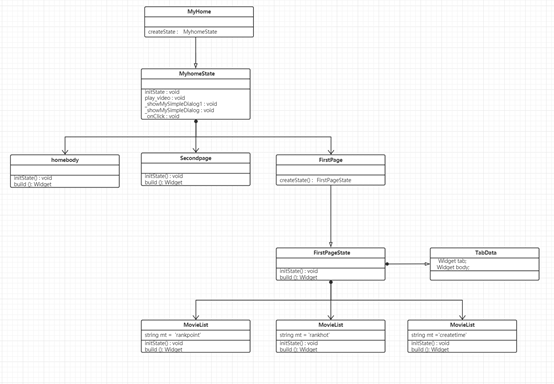 MyHome
createState : MyhomeState
MyhomeState
initState : void
play_video : void
_showMySimpleDialog1 : void
_showMySimpleDialog : void
_onClick : void
homebody
initState() : void
build (): Widget
Secondpage
initState() : void
build (): Widget
FirstPage
createState() : FirstPageState
FirstPageState
initState() : void
build (): Widget
TabData
Widget tab;
Widget body;
MovieList
string mt = 'rankpoint'
initState() : void
build (): Widget
MovieList
string mt = 'rankhot'
initState() : void
build (): Widget
MovieList
string mt ='createtime'
initState() : void
build (): Widget